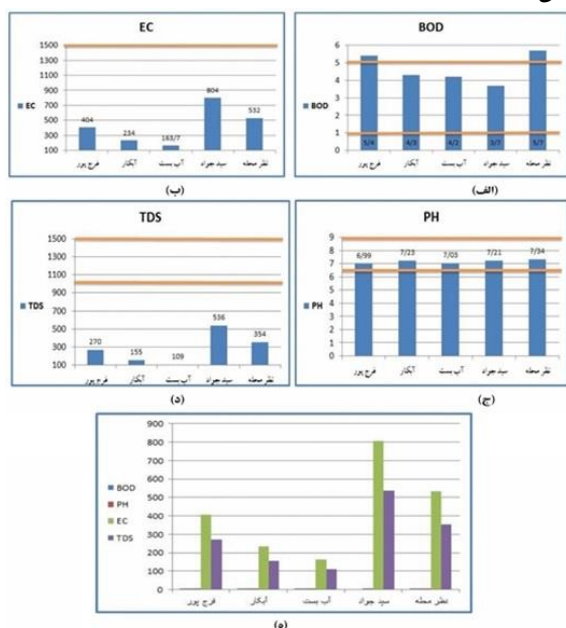 EC
1500
1300
1100
900
700
500
300
100
EC
404
234
163/7
804
532
فرج پور
آبکار
آب بست
سید جواد
نظر محله
(ب)
BOD
6
5
4
3
2
1
0
BOD
5/4
4/3
4/2
3/7
5/7
فرج پور
آبکار
آب بست
سید جواد
نظر محله
(الف)
TDS
1500
1300
1100
900
700
500
300
100
TDS
270
155
109
536
354
فرج پور
آبکار
آب بست
سید جواد
نظر محله
(د)
PH
9
8
7
6
5
4
3
2
1
0
PH
6/99
7/23
7/03
7/21
7/34
فرج پور
آبکار
آب بست
سید جواد
نظر محله
(ج)
900
800
700
600
500
400
300
200
100
0
BOD
PH
EC
TDS
فرج پور
آبکار
آب بست
سید جواد
نظر محله
(ه)